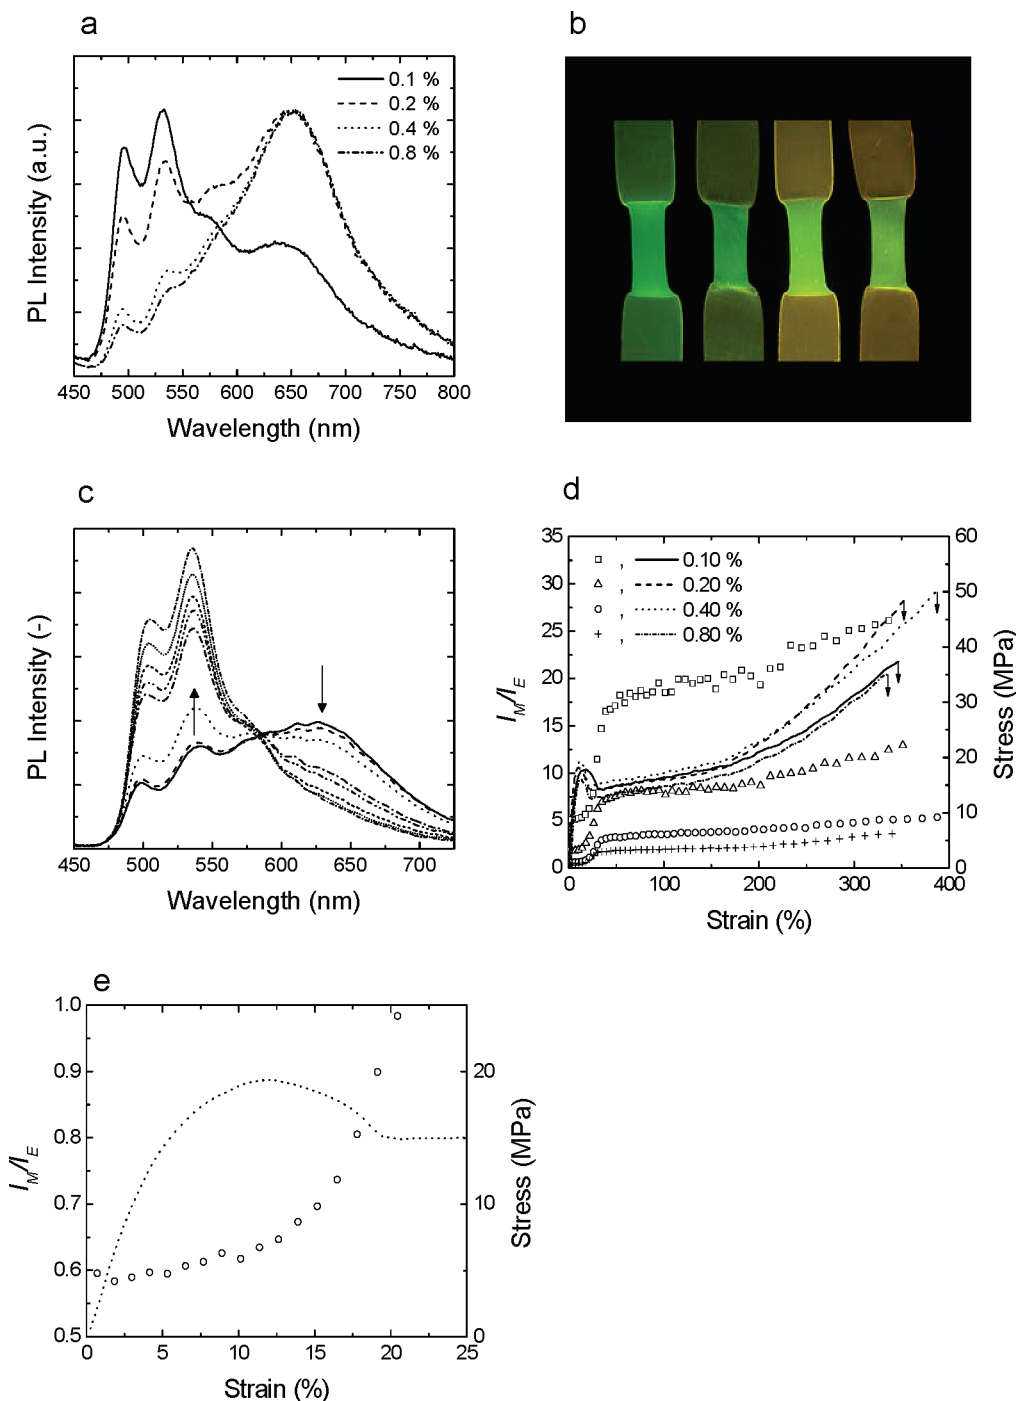 a
PL Intensity (a.u.)
0.1 %
0.2 %
0.4 %
0.8 %
450 500 550 600 650 700 750 800
Wavelength (nm)
b
c
PL Intensity (-)
450 500 550 600 650 700
Wavelength (nm)
d
I_M/I_E
35
30
25
20
15
10
5
0
, 0.10 %
, 0.20 %
, 0.40 %
, 0.80 %
60
50
40
30
20
10
0
Stress (MPa)
0 100 200 300 400
Strain (%)
e
I_M/I_E
1.0
0.9
0.8
0.7
0.6
0.5
20
10
0
Stress (MPa)
0 5 10 15 20 25
Strain (%)